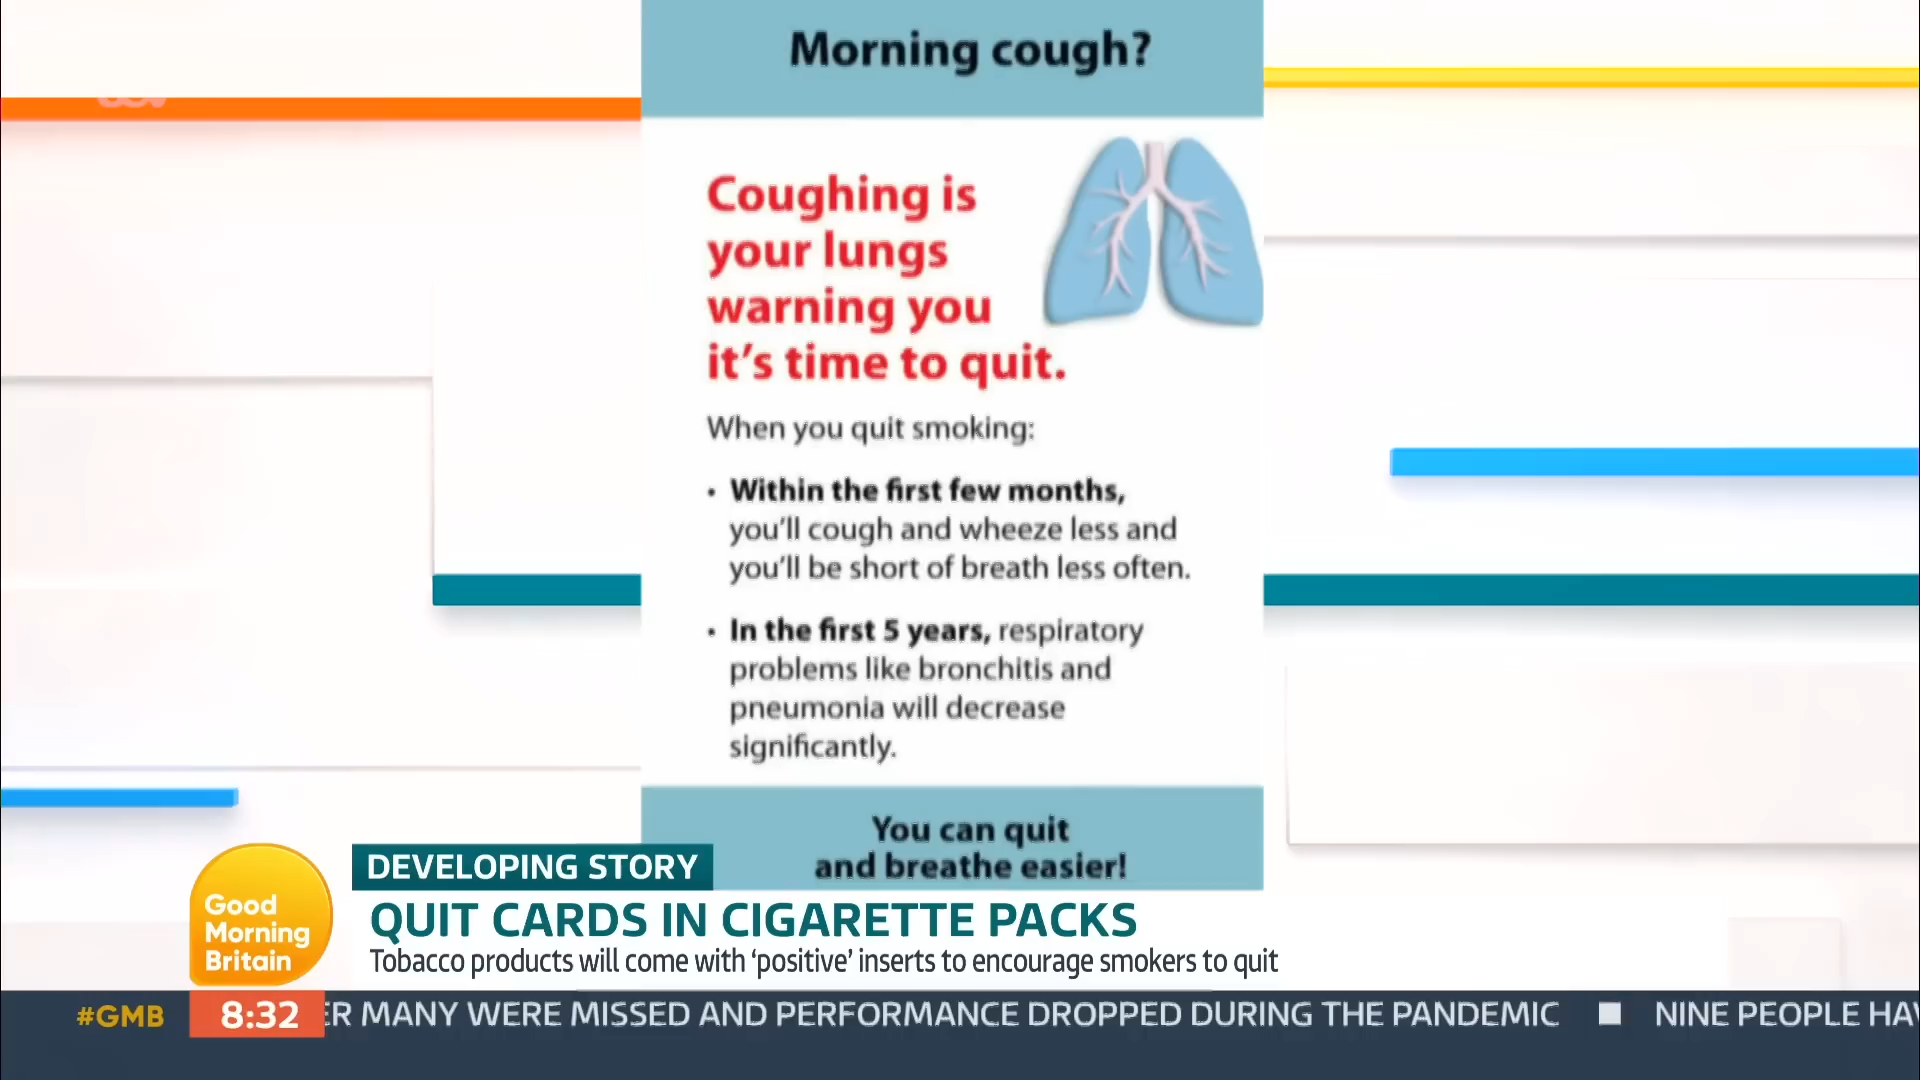 Morning cough?
Coughing is
your lungs
warning you
it's time to quit.
When you quit smoking:
• Within the first few months,
you'll cough and wheeze less and
you'll be short of breath less often.
• In the first 5 years, respiratory
problems like bronchitis and
pneumonia will decrease
significantly.
You can quit
and breathe easier!
DEVELOPING STORY
QUIT CARDS IN CIGARETTE PACKS
Tobacco products will come with ‘positive’ inserts to encourage smokers to quit
Good
Morning
Britain
#GMB 8:32 ER MANY WERE MISSED AND PERFORMANCE DROPPED DURING THE PANDEMIC ■ NINE PEOPLE HAV